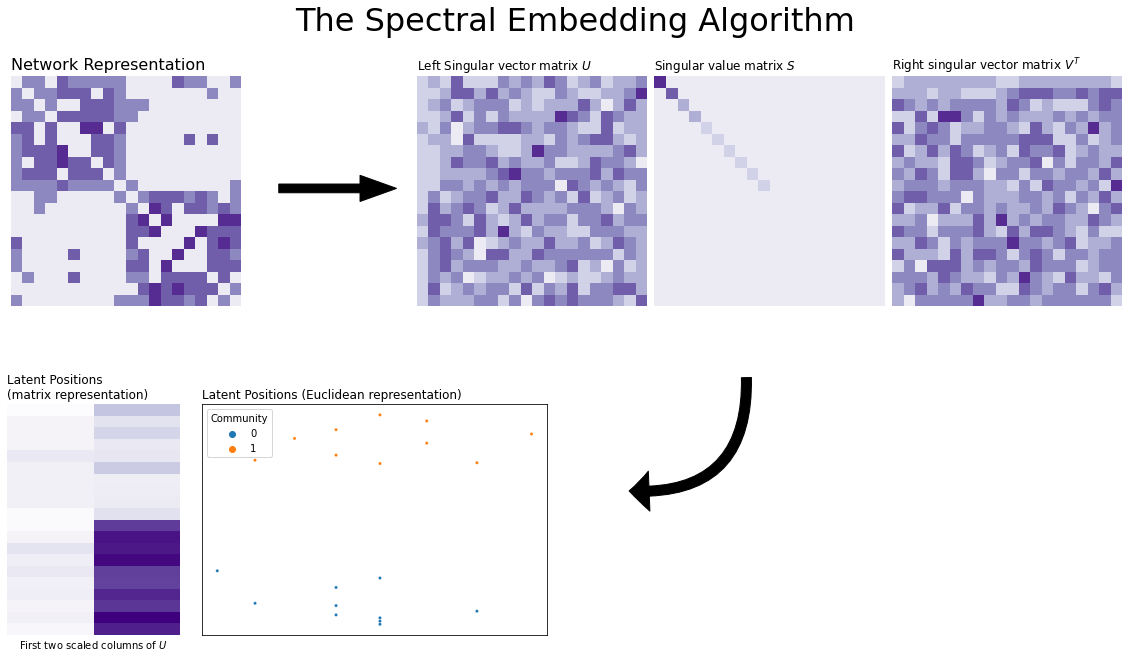 The Spectral Embedding Algorithm
Network Representation
Left Singular vector matrix U
Singular value matrix S
Right singular vector matrix V^T
Latent Positions
(matrix representation)
First two scaled columns of U
Latent Positions (Euclidean representation)
Community
0
1